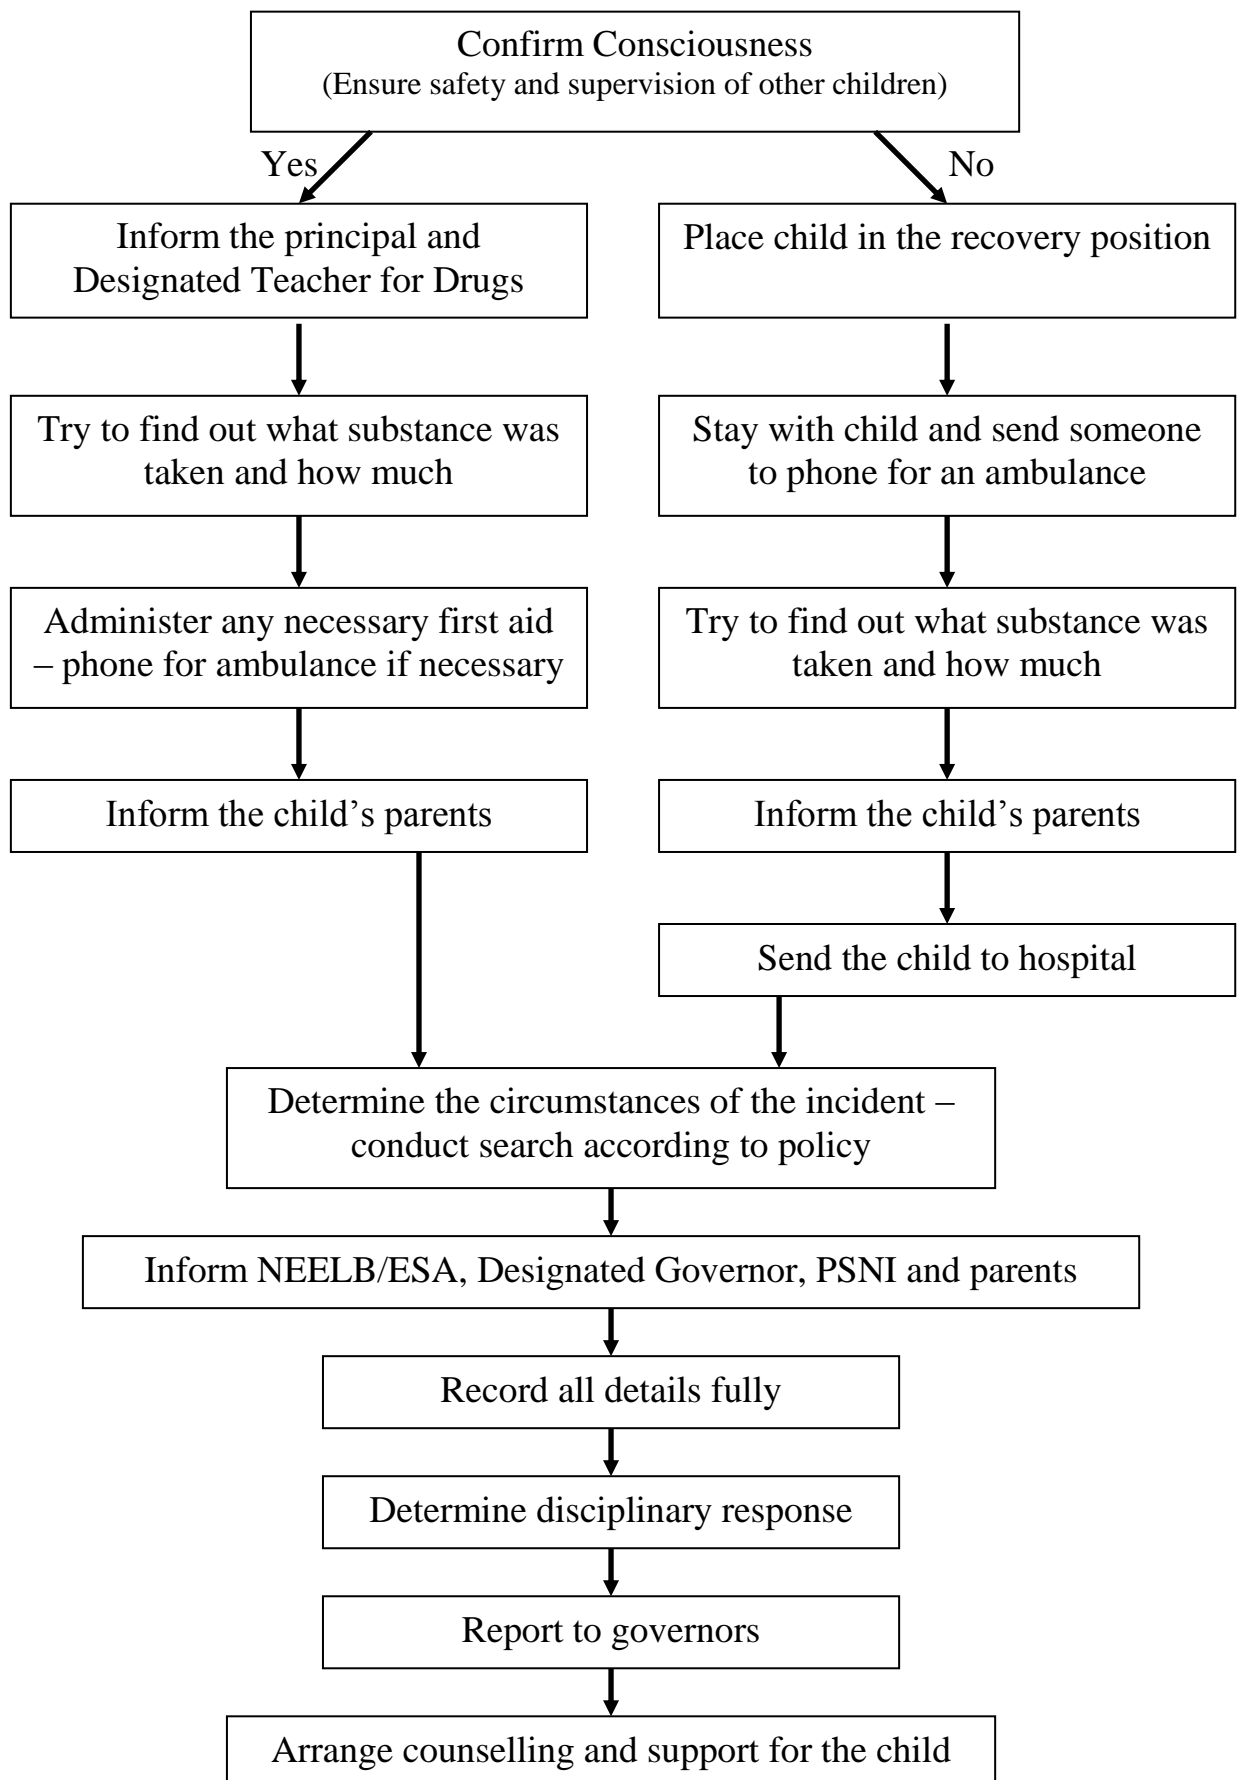 Confirm Consciousness
(Ensure safety and supervision of other children)
Yes
No
Inform the principal and
Designated Teacher for Drugs
Place child in the recovery position
Try to find out what substance was
taken and how much
Stay with child and send someone
to phone for an ambulance
Administer any necessary first aid
– phone for ambulance if necessary
Try to find out what substance was
taken and how much
Inform the child’s parents
Inform the child’s parents
Send the child to hospital
Determine the circumstances of the incident –
conduct search according to policy
Inform NEELB/ESA, Designated Governor, PSNI and parents
Record all details fully
Determine disciplinary response
Report to governors
Arrange counselling and support for the child